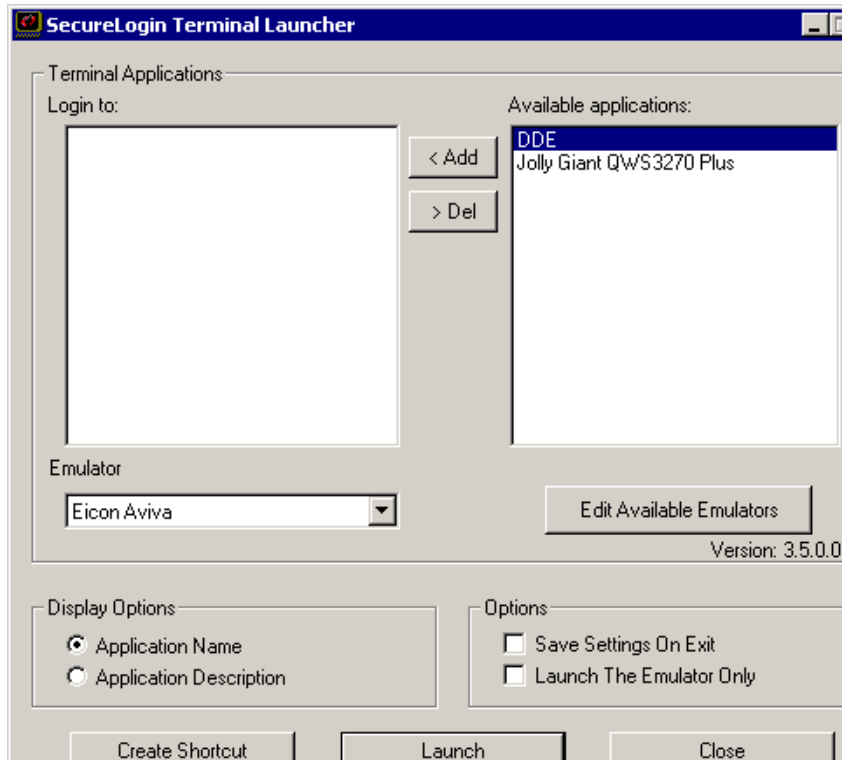 SecureLogin Terminal Launcher
Terminal Applications
Login to:
Available applications:
< Add
> Del
DDE
Jolly Giant QWS3270 Plus
Emulator
Eicon Aviva
Edit Available Emulators
Version: 3.5.0.0
Display Options
Application Name
Application Description
Options
Save Settings On Exit
Launch The Emulator Only
Create Shortcut
Launch
Close